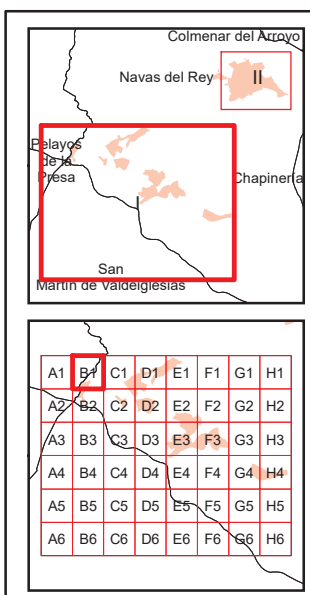 Colmenar del Arroyo
Navas del Rey
II
Pelayos
de la
Presa
Chapinería
I
San
Martín de Valdeiglesias
A1 B1 C1 D1 E1 F1 G1 H1
A2 B2 C2 D2 E2 F2 G2 H2
A3 B3 C3 D3 E3 F3 G3 H3
A4 B4 C4 D4 E4 F4 G4 H4
A5 B5 C5 D5 E5 F5 G5 H5
A6 B6 C6 D6 E6 F6 G6 H6